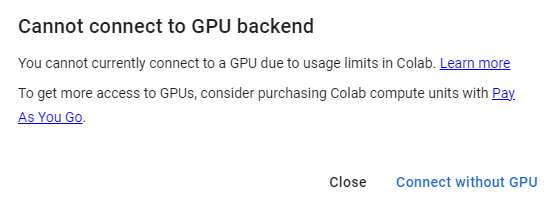 Cannot connect to GPU backend
You cannot currently connect to a GPU due to usage limits in Colab. Learn more
To get more access to GPUs, consider purchasing Colab compute units with Pay
As You Go.
Close Connect without GPU